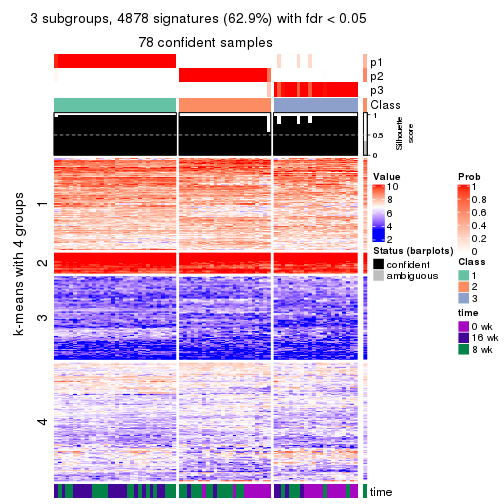 3 subgroups, 4878 signatures (62.9%) with fdr < 0.05
78 confident samples
p1
p2
p3
Class
1
0.5
0
Silhouette
score
k-means with 4 groups
1
2
3
4
time
Value
10
8
6
4
2
Prob
1
0.8
0.6
0.4
0.2
0
Status (barplots)
confident
ambiguous
Class
1
2
3
time
0 wk
16 wk
8 wk